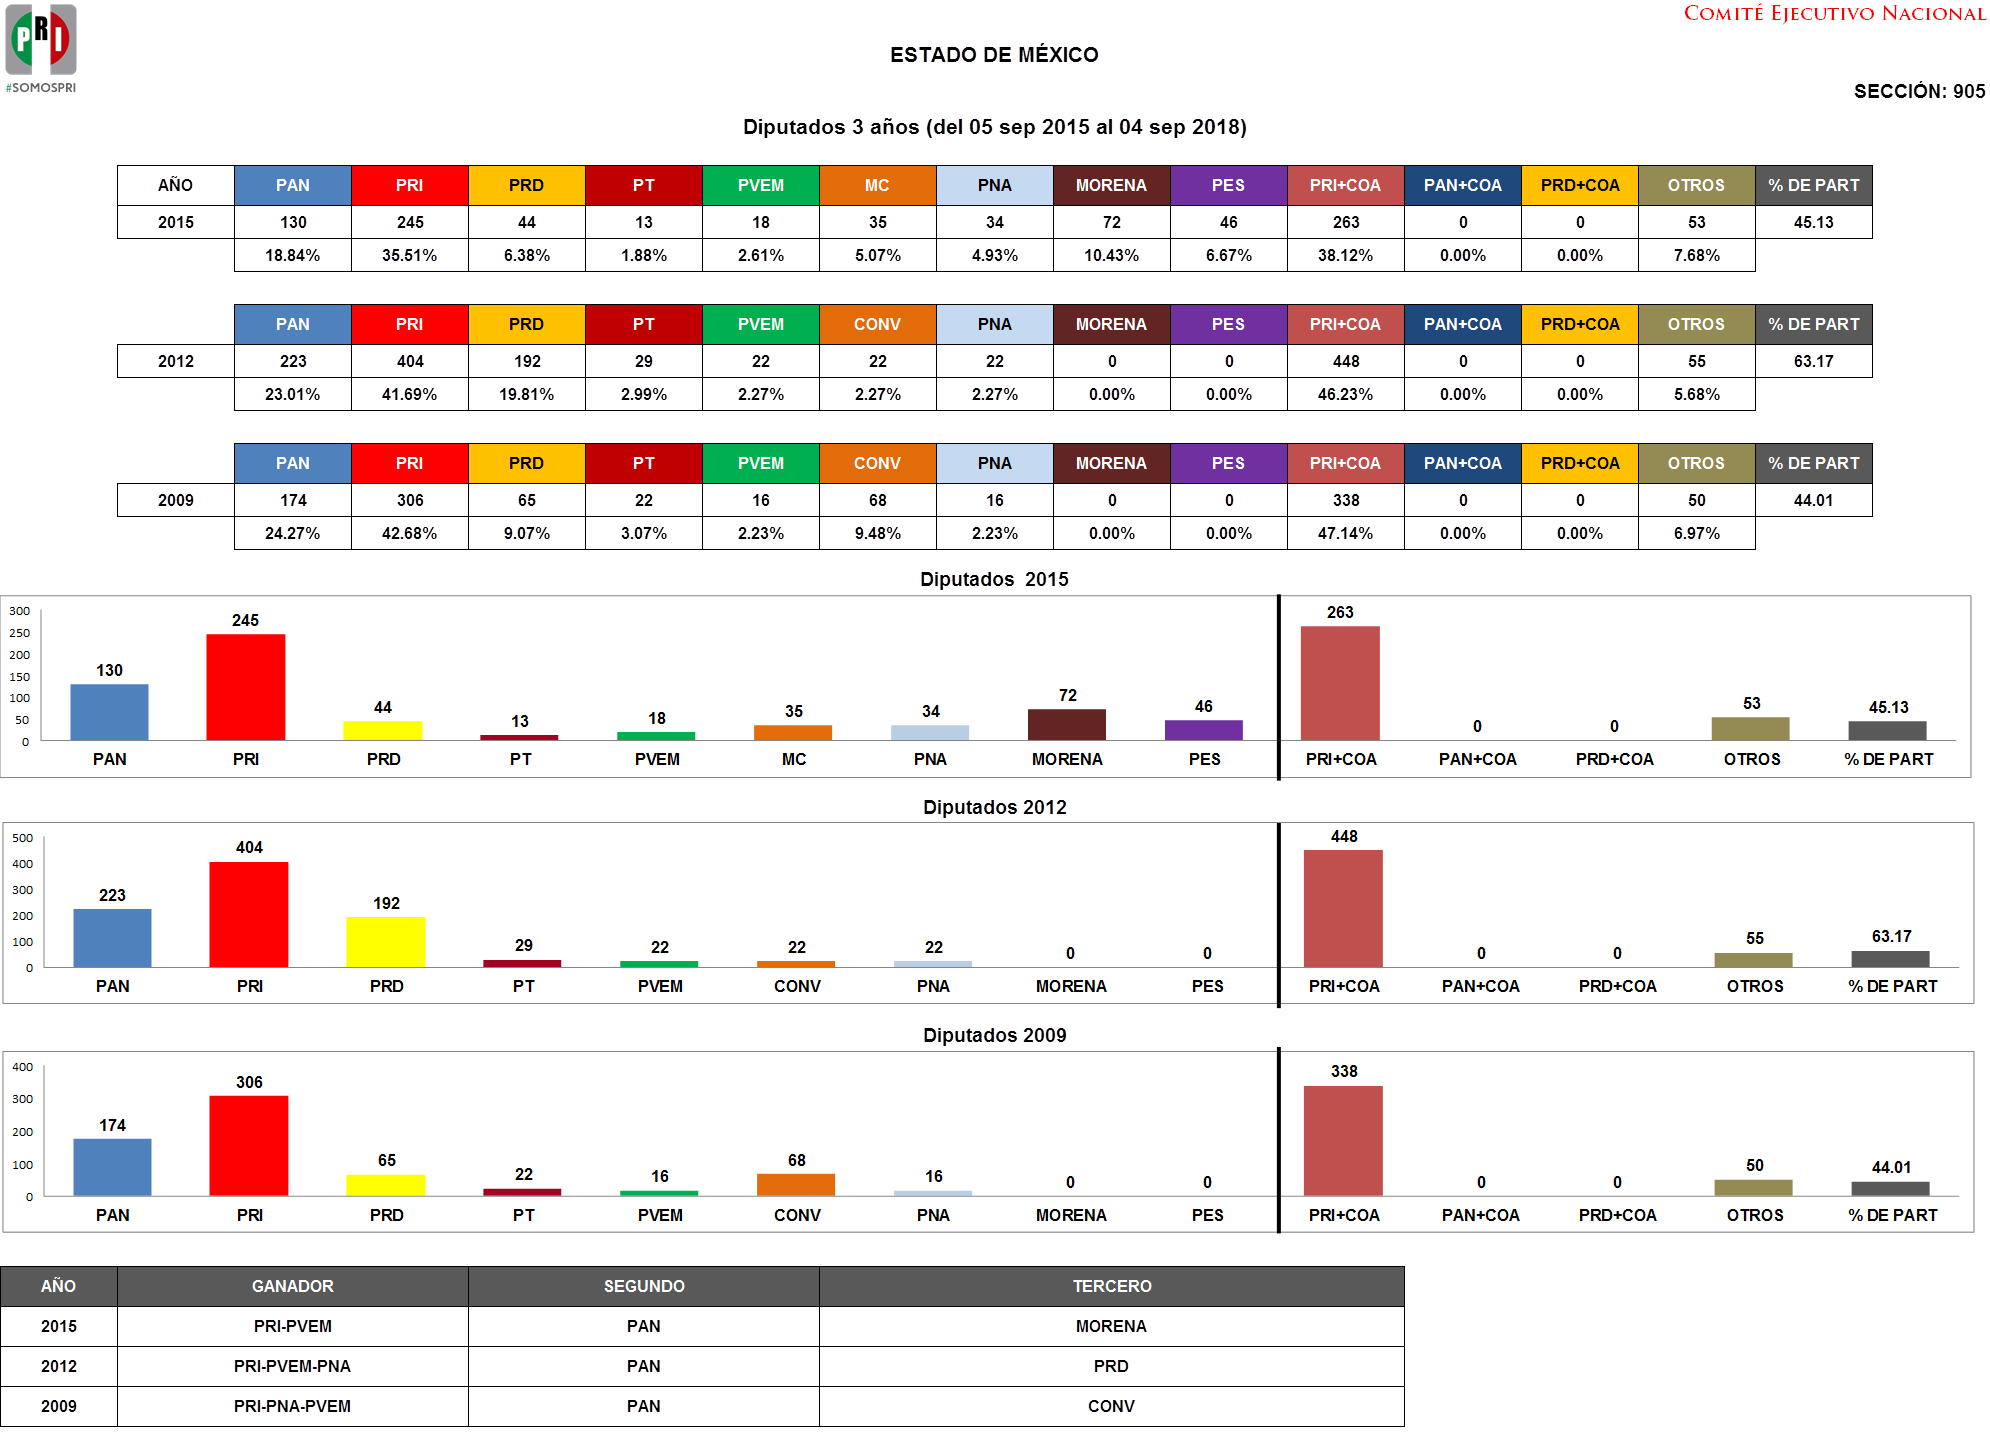 PRI
#SOMOSPRI
COMITÉ EJECUTIVO NACIONAL
ESTADO DE MÉXICO
SECCIÓN: 905
Diputados 3 años (del 05 sep 2015 al 04 sep 2018)
AÑO PAN PRI PRD PT PVEM MC PNA MORENA PES PRI+COA PAN+COA PRD+COA OTROS % DE PART
2015 130 245 44 13 18 35 34 72 46 263 0 0 53 45.13
18.84% 35.51% 6.38% 1.88% 2.61% 5.07% 4.93% 10.43% 6.67% 38.12% 0.00% 0.00% 7.68%
PAN PRI PRD PT PVEM CONV PNA MORENA PES PRI+COA PAN+COA PRD+COA OTROS % DE PART
2012 223 404 192 29 22 22 22 0 0 448 0 0 55 63.17
23.01% 41.69% 19.81% 2.99% 2.27% 2.27% 2.27% 0.00% 0.00% 46.23% 0.00% 0.00% 5.68%
PAN PRI PRD PT PVEM CONV PNA MORENA PES PRI+COA PAN+COA PRD+COA OTROS % DE PART
2009 174 306 65 22 16 68 16 0 0 338 0 0 50 44.01
24.27% 42.68% 9.07% 3.07% 2.23% 9.48% 2.23% 0.00% 0.00% 47.14% 0.00% 0.00% 6.97%
Diputados 2015
300
250
200
150
100
50
0
130 245 44 13 18 35 34 72 46 263 0 0 53 45.13
PAN PRI PRD PT PVEM MC PNA MORENA PES PRI+COA PAN+COA PRD+COA OTROS % DE PART
Diputados 2012
500
400
300
200
100
0
223 404 192 29 22 22 22 0 0 448 0 0 55 63.17
PAN PRI PRD PT PVEM CONV PNA MORENA PES PRI+COA PAN+COA PRD+COA OTROS % DE PART
Diputados 2009
400
300
200
100
0
174 306 65 22 16 68 16 0 0 338 0 0 50 44.01
PAN PRI PRD PT PVEM CONV PNA MORENA PES PRI+COA PAN+COA PRD+COA OTROS % DE PART
AÑO GANADOR SEGUNDO TERCERO
2015 PRI-PVEM PAN MORENA
2012 PRI-PVEM-PNA PAN PRD
2009 PRI-PNA-PVEM PAN CONV